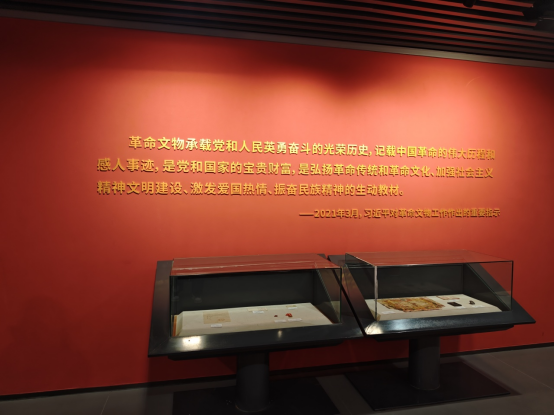 革命文物承载党和人民英勇奋斗的光荣历史，记载中国革命的伟大历程和
感人事迹，是党和国家的宝贵财富，是弘扬革命传统和革命文化、加强社会主义
精神文明建设、激发爱国热情、振奋民族精神的生动教材。
——2021年3月，习近平对革命文物工作作出的重要指示